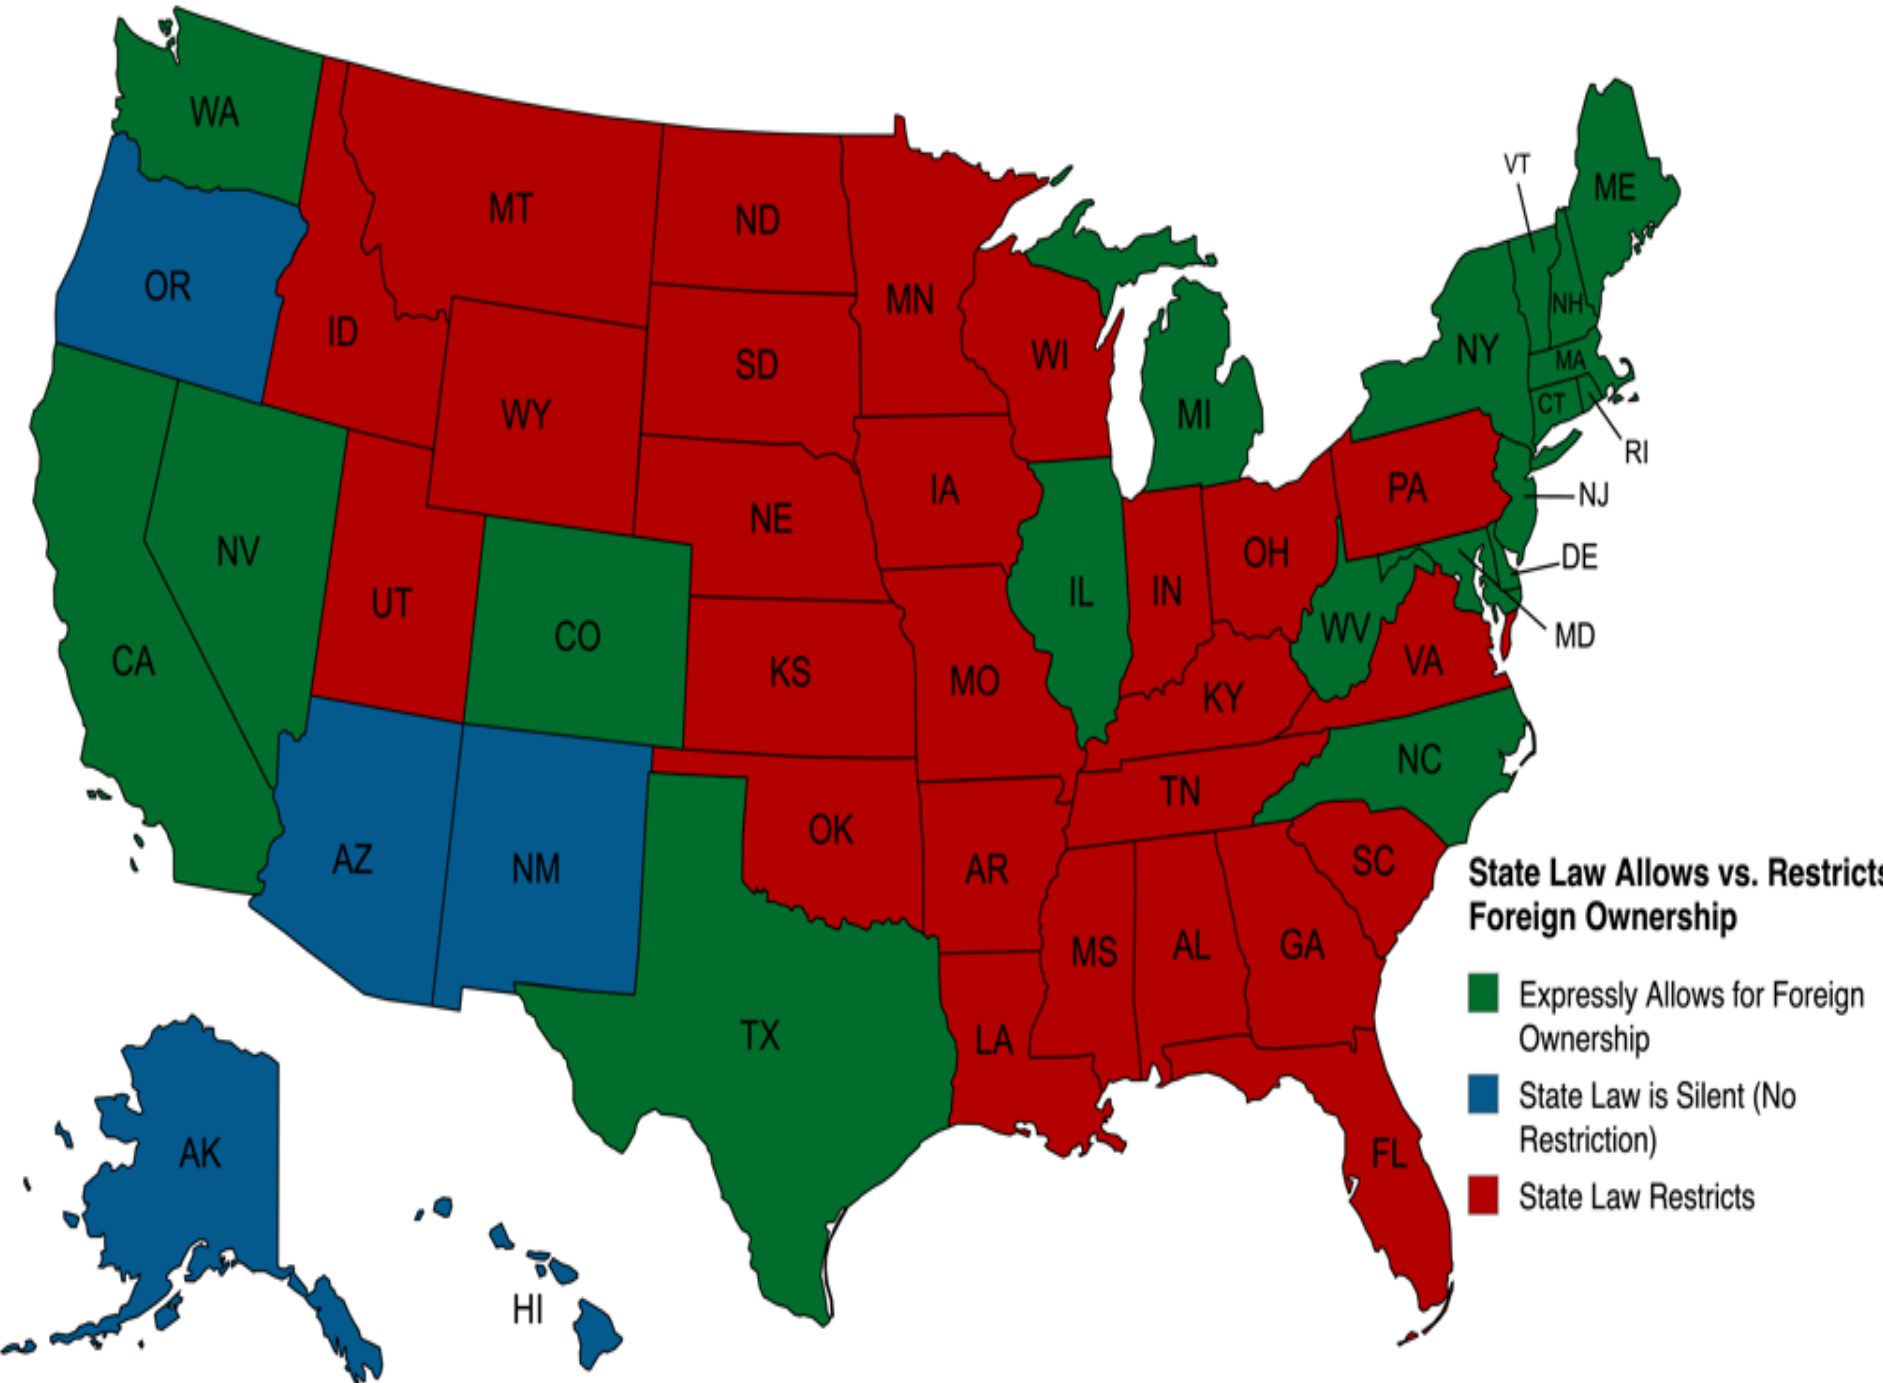 WA
MT
ND
VT
ME
OR
MN
NH
ID
SD
WI
NY
MA
WY
MI
CT
RI
IA
PA
NJ
NE
NV
OH
DE
UT
IL
IN
CO
WV
MD
CA
KS
MO
KY
VA
NC
TN
OK
AZ
NM
AR
SC
State Law Allows vs. Restricts
Foreign Ownership
MS
AL
GA
Expressly Allows for Foreign
Ownership
TX
LA
State Law is Silent (No
Restriction)
AK
FL
State Law Restricts
HI